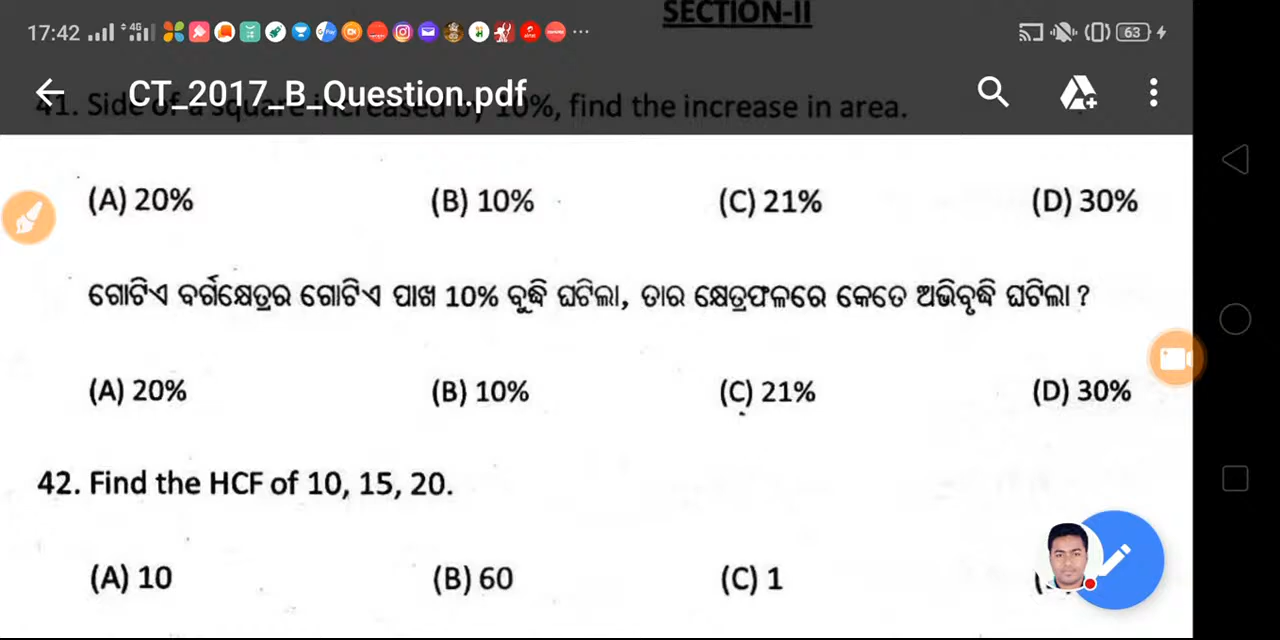 SECTION-II
17:42 4G 63
CT_2017_B_Question.pdf
41. Side of a square increased by 10%, find the increase in area.
(A) 20% (B) 10% (C) 21% (D) 30%
ଗୋଟିଏ ବର୍ଗକ୍ଷେତ୍ରର ଗୋଟିଏ ପାଖ 10% ବୃଦ୍ଧି ଘଟିଲା, ତାର କ୍ଷେତ୍ରଫଳରେ କେତେ ଅଭିବୃଦ୍ଧି ଘଟିଲା ?
(A) 20% (B) 10% (C) 21% (D) 30%
42. Find the HCF of 10, 15, 20.
(A) 10 (B) 60 (C) 1